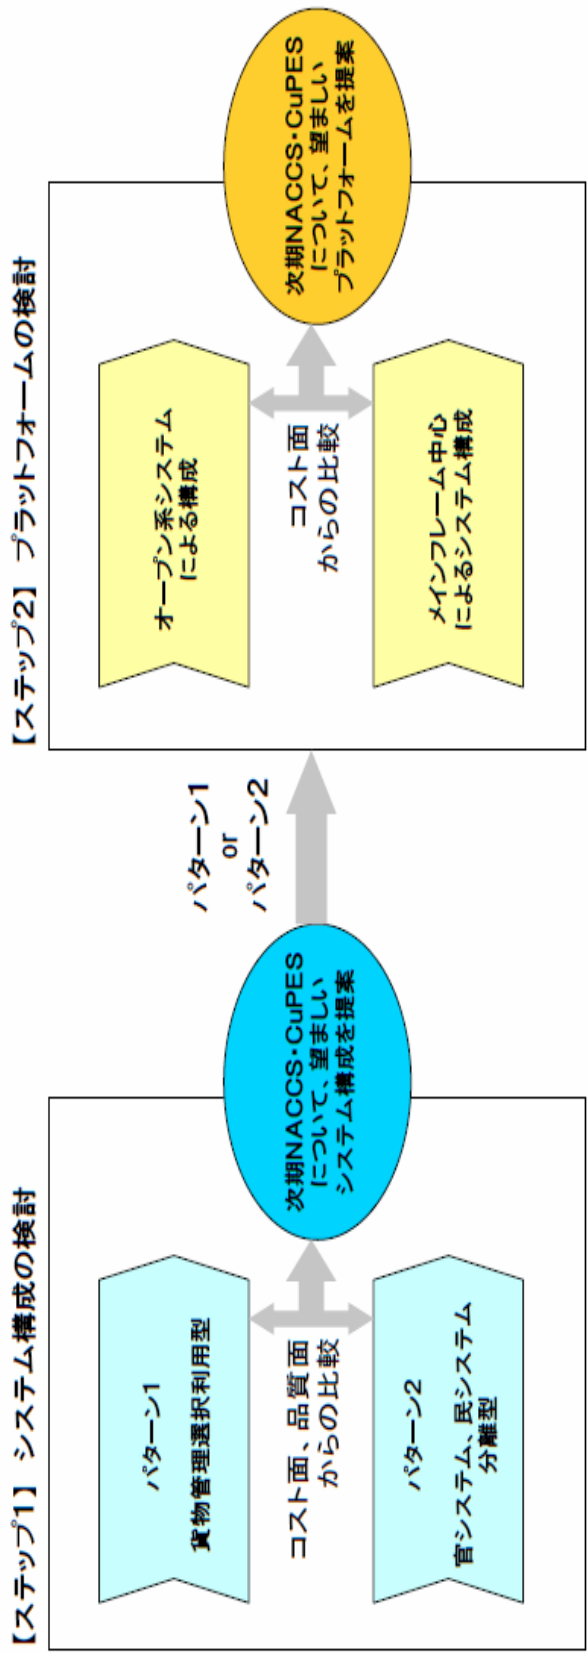 【ステップ1】 システム構成の検討
パターン1
貨物管理選択利用型
コスト面、品質面
からの比較
パターン2
官システム、民システム
分離型
次期NACCS・CuPES
について、望ましい
システム構成を提案
パターン1
or
パターン2
【ステップ2】 プラットフォームの検討
オープン系システム
による構成
コスト面
からの比較
メインフレーム中心
によるシステム構成
次期NACCS・CuPES
について、望ましい
プラットフォームを提案